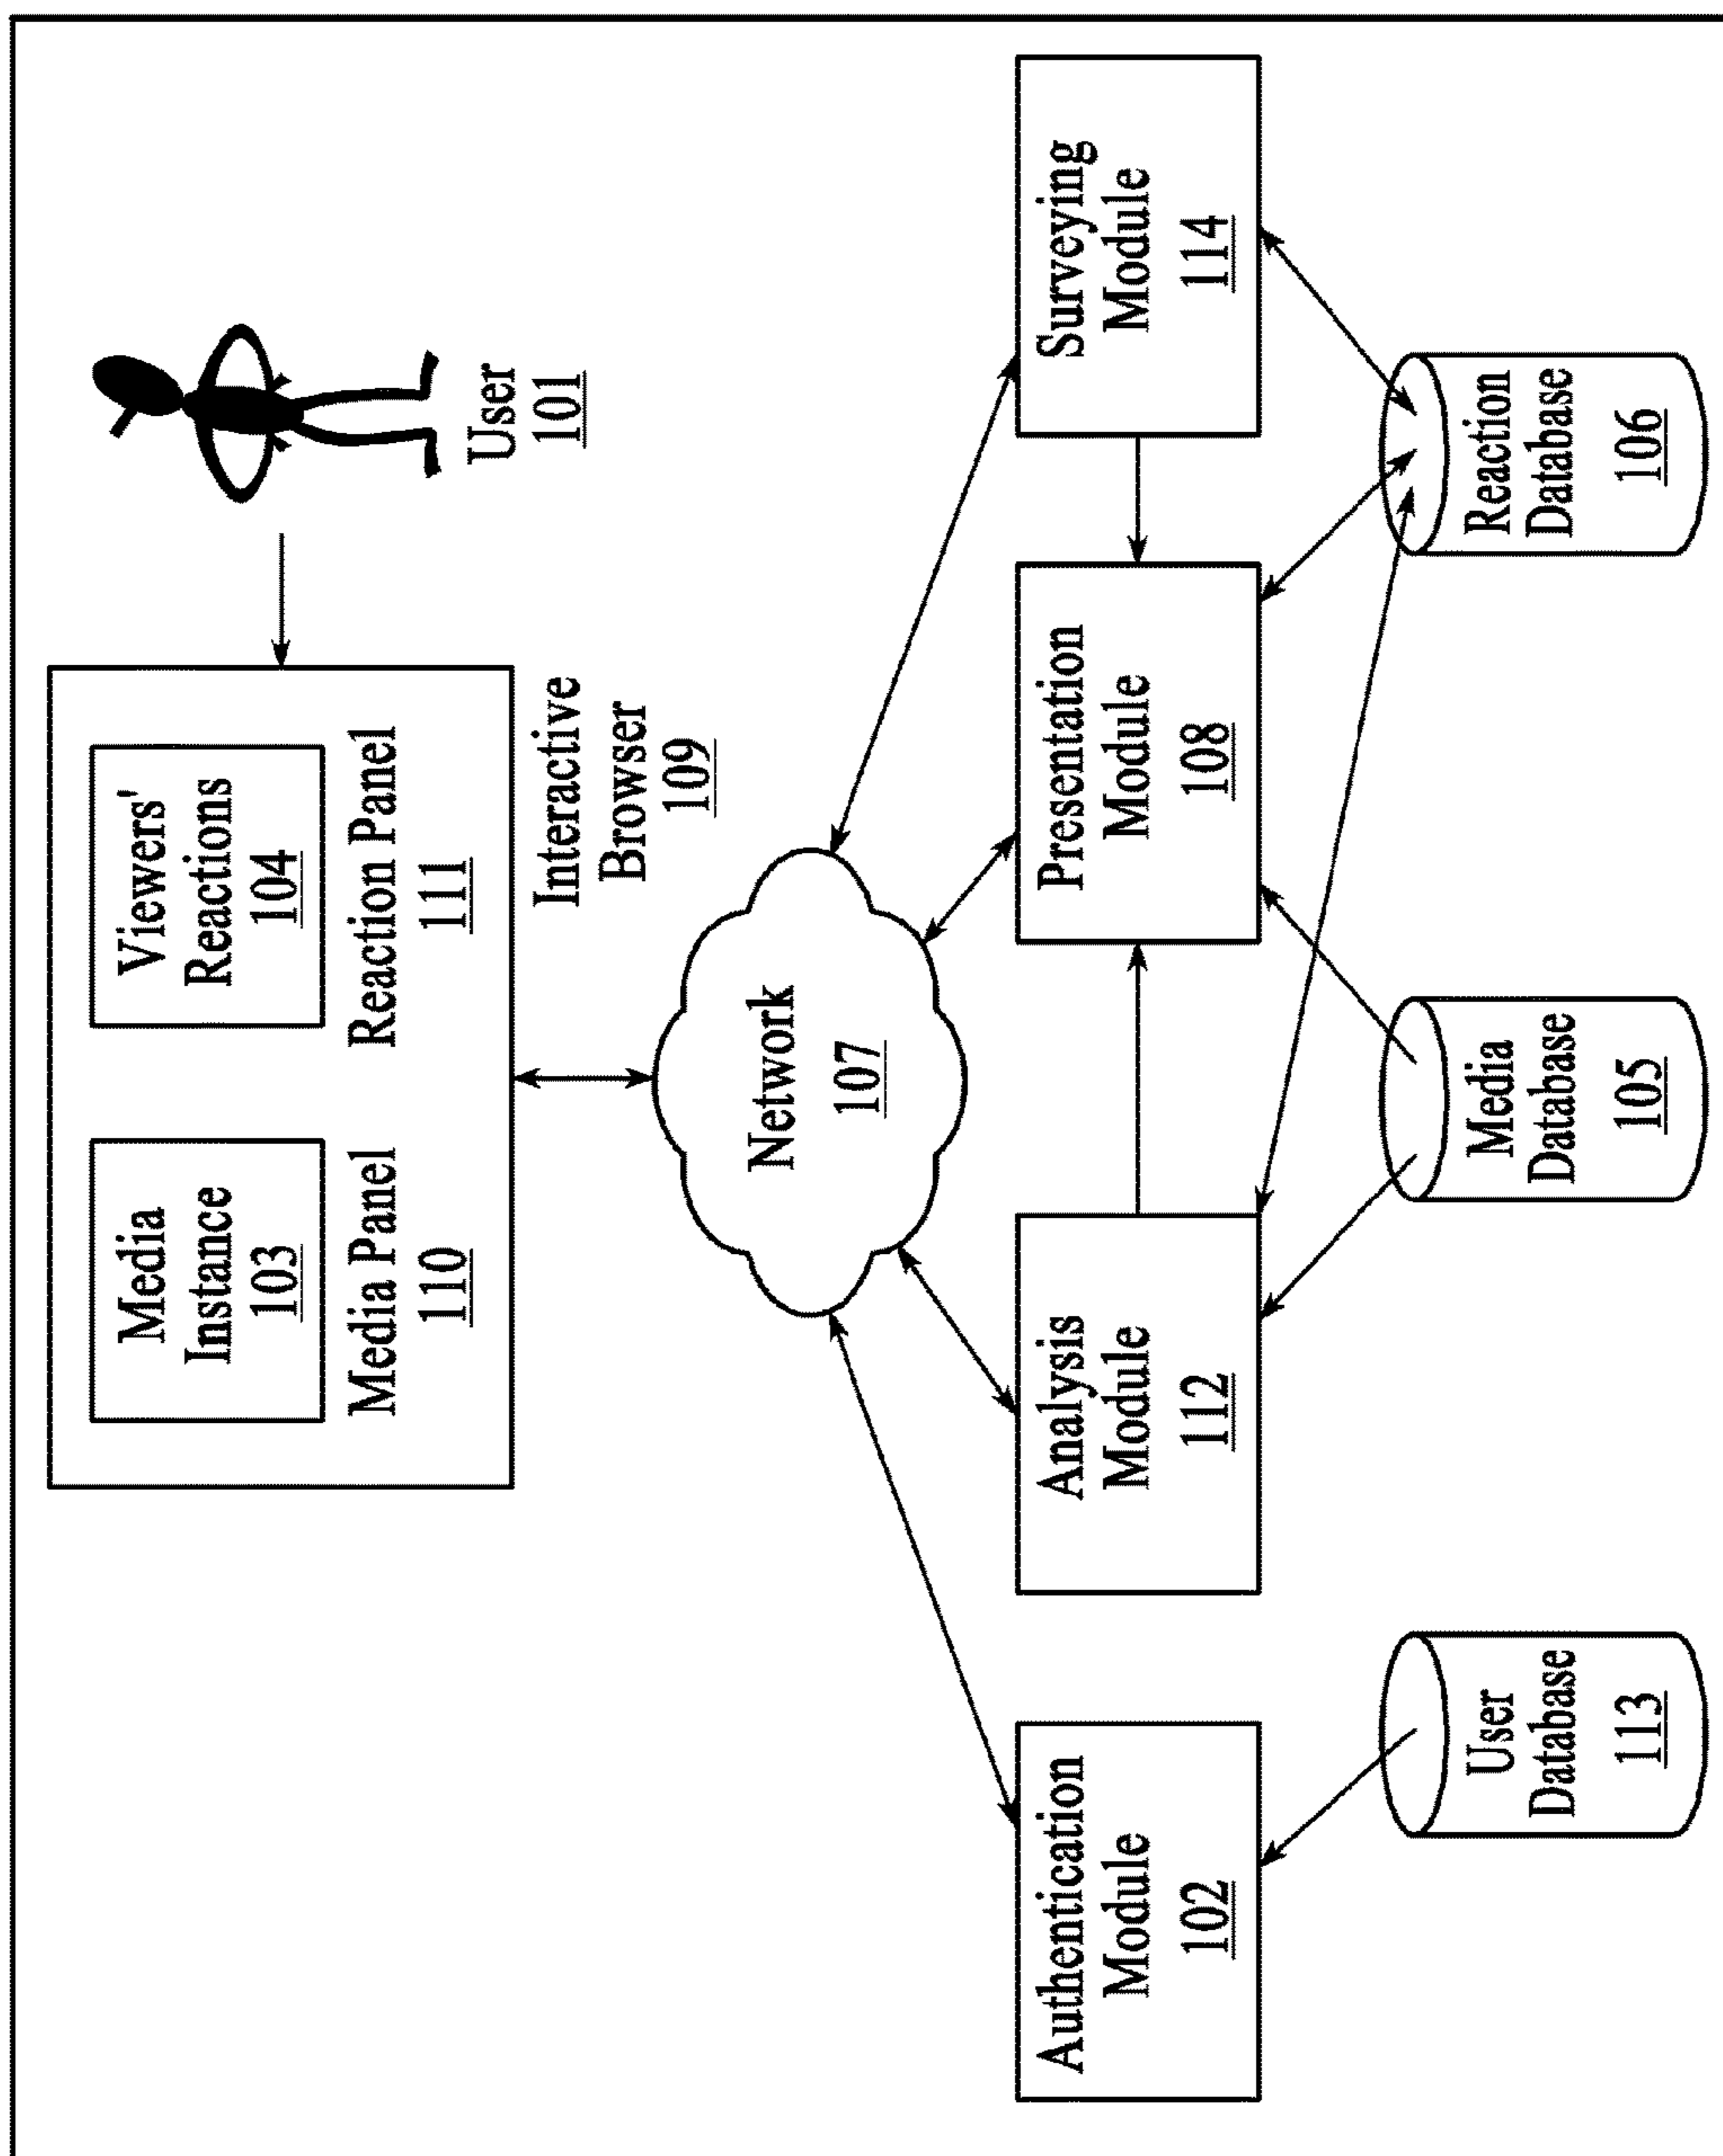 Media
Instance
103
Media Panel
110
Viewers'
Reactions
104
Reaction Panel
111
User
101
Interactive
Browser
109
Network
107
Authentication
Module
102
Analysis
Module
112
Presentation
Module
108
Surveying
Module
114
User
Database
113
Media
Database
105
Reaction
Database
106